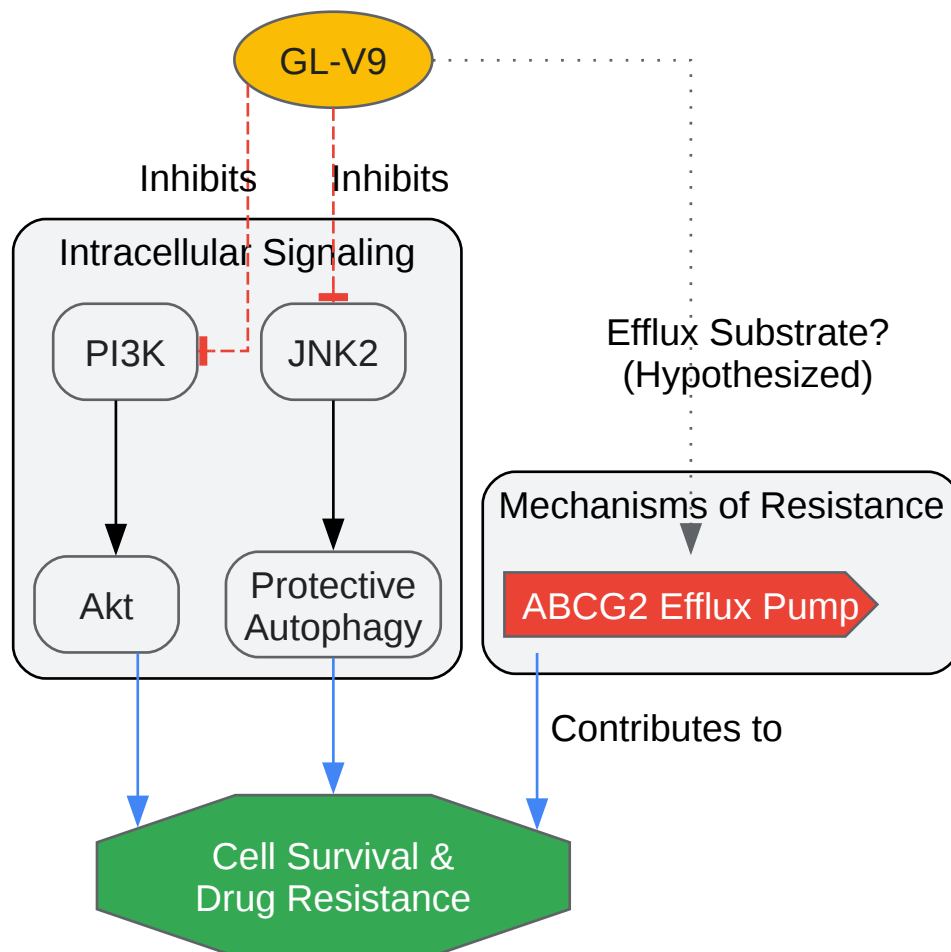 GL-V9
Inhibits
Inhibits
Intracellular Signaling
PI3K
JNK2
Efflux Substrate?
(Hypothesized)
Mechanisms of Resistance
Akt
Protective
Autophagy
ABCG2 Efflux Pump
Contributes to
Cell Survival &
Drug Resistance